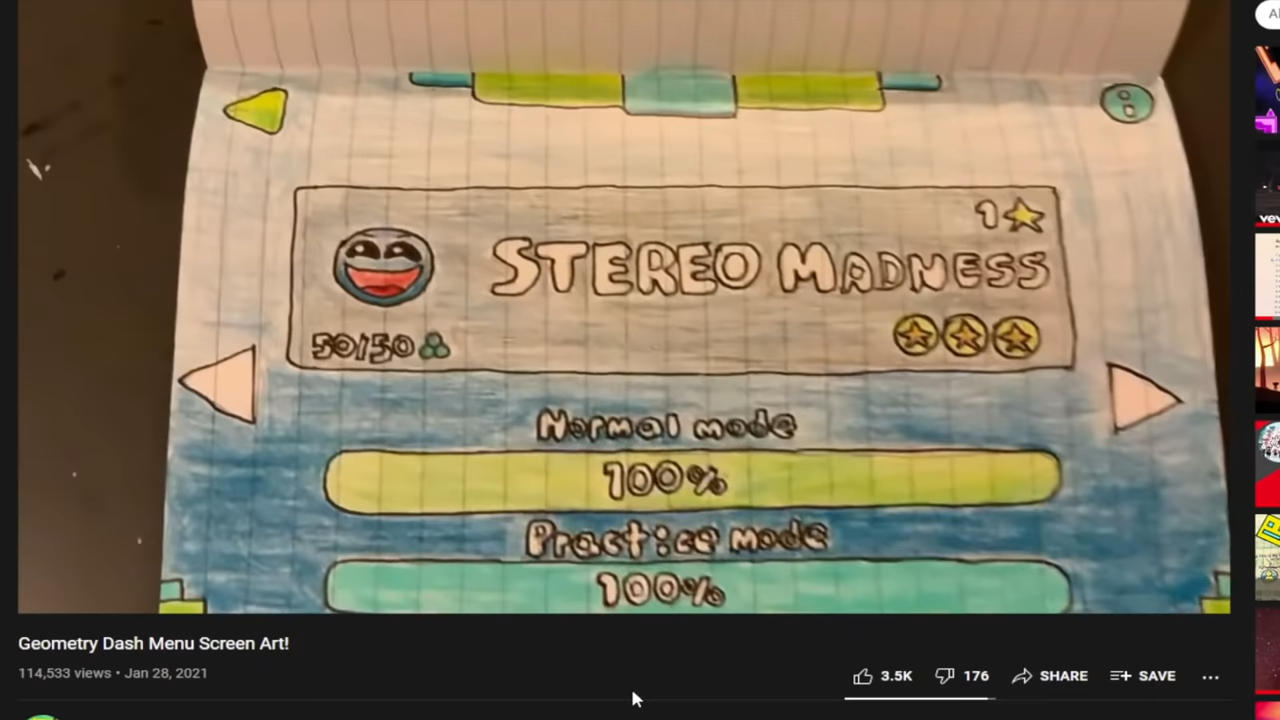 1
STEREO MADNESS
50/50
Normal mode
100%
Practice mode
100%
Geometry Dash Menu Screen Art!
114,533 views • Jan 28, 2021
3.5K
176
SHARE
SAVE